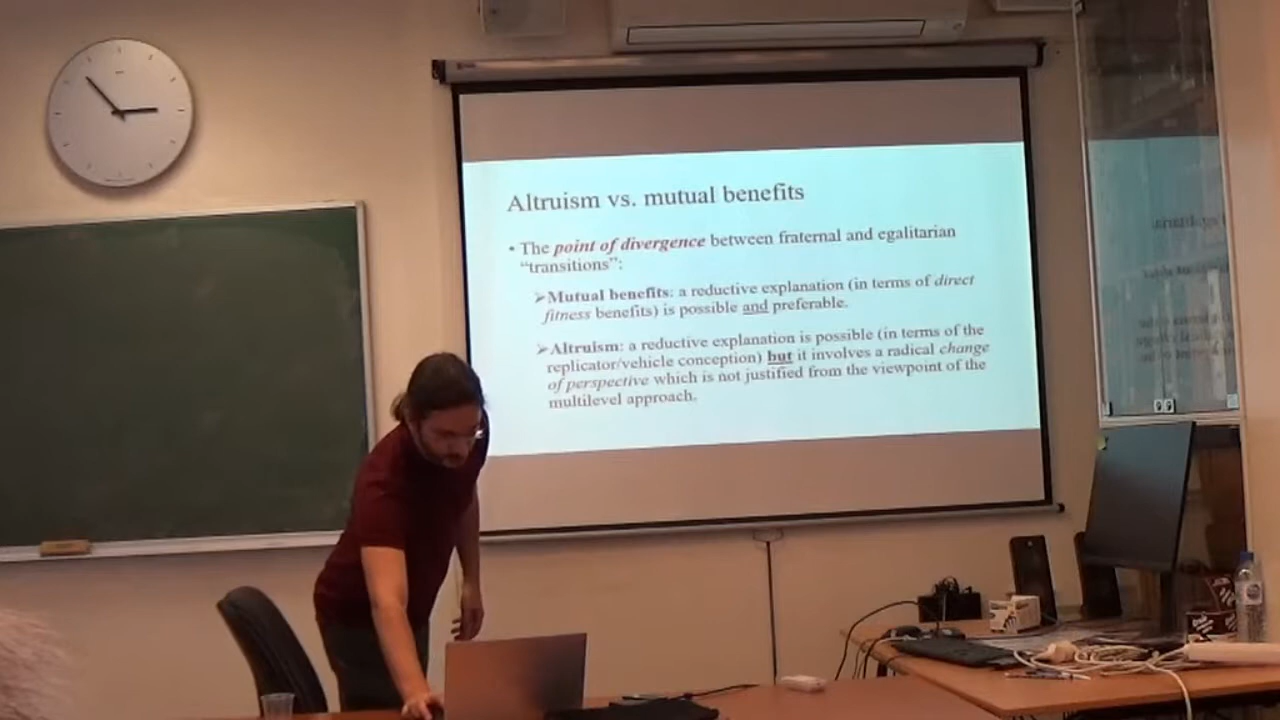 Altruism vs. mutual benefits
• The point of divergence between fraternal and egalitarian
“transitions”:
➢Mutual benefits: a reductive explanation (in terms of direct
fitness benefits) is possible and preferable.
➢Altruism: a reductive explanation is possible (in terms of the
replicator/vehicle conception) but it involves a radical change
of perspective which is not justified from the viewpoint of the
multilevel approach.